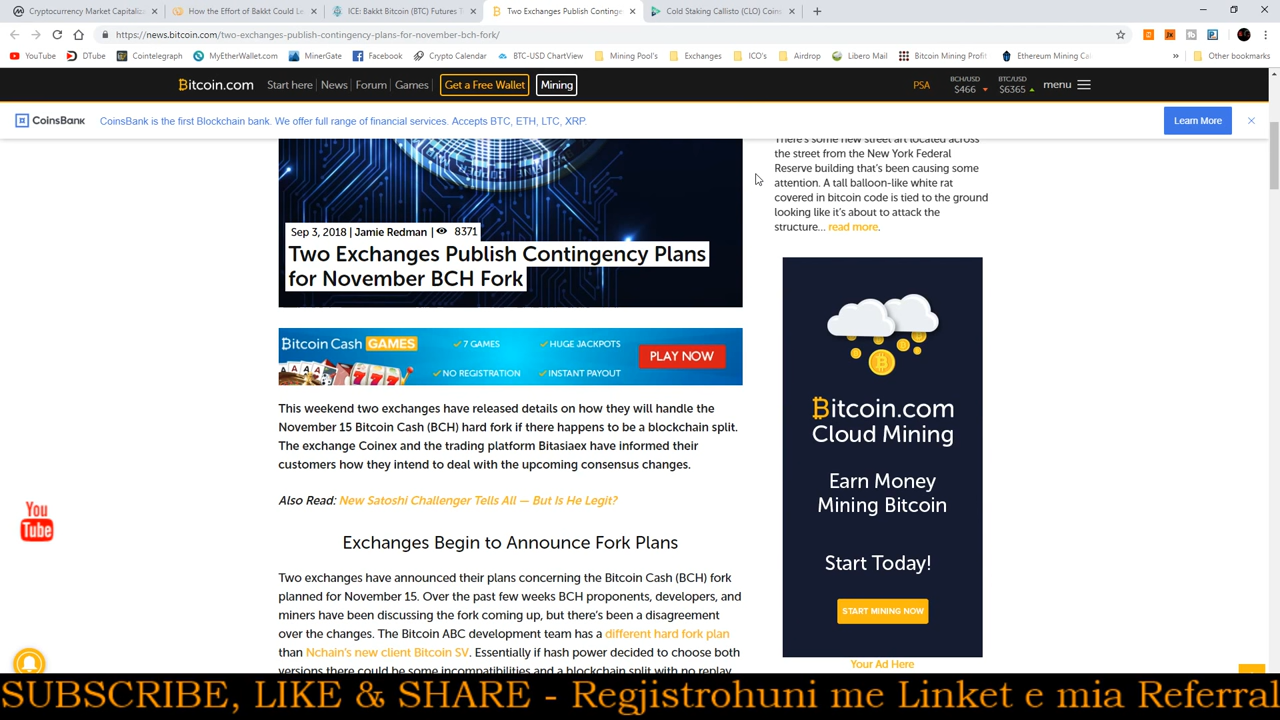 Cryptocurrency Market Capitaliz
How the Effort of Bakkt Could Le
ICE: Bakkt Bitcoin (BTC) Futures T
Two Exchanges Publish Continge
Cold Staking Callisto (CLO) Coins
https://news.bitcoin.com/two-exchanges-publish-contingency-plans-for-november-bch-fork/
YouTube DTube Cointelegraph MyEtherWallet.com MinerGate Facebook Crypto Calendar BTC-USD ChartView Mining Pool's Exchanges ICO's Airdrop Libero Mail Bitcoin Mining Profit Ethereum Mining Ca » Other bookmarks
Bitcoin.com Start here News Forum Games Get a Free Wallet Mining PSA BCH/USD $466 BTC/USD $6365 menu
COINSBANK CoinsBank is the first Blockchain bank. We offer full range of financial services. Accepts BTC, ETH, LTC, XRP. Learn More
Sep 3, 2018 | Jamie Redman | 8371
Two Exchanges Publish Contingency Plans
for November BCH Fork
Bitcoin Cash GAMES
7 GAMES
HUGE JACKPOTS
NO REGISTRATION
INSTANT PAYOUT
PLAY NOW
This weekend two exchanges have released details on how they will handle the
November 15 Bitcoin Cash (BCH) hard fork if there happens to be a blockchain split.
The exchange Coinex and the trading platform Bitasiaex have informed their
customers how they intend to deal with the upcoming consensus changes.
Also Read: New Satoshi Challenger Tells All — But Is He Legit?
Exchanges Begin to Announce Fork Plans
Two exchanges have announced their plans concerning the Bitcoin Cash (BCH) fork
planned for November 15. Over the past few weeks BCH proponents, developers, and
miners have been discussing the fork coming up, but there's been a disagreement
over the changes. The Bitcoin ABC development team has a different hard fork plan
than Nchain's new client Bitcoin SV. Essentially if hash power decided to choose both
versions there could be some incompatibilities and a blockchain split with no replay
There's some new street art located across
the street from the New York Federal
Reserve building that's been causing some
attention. A tall balloon-like white rat
covered in bitcoin code is tied to the ground
looking like it's about to attack the
structure... read more.
Bitcoin.com
Cloud Mining
Earn Money
Mining Bitcoin
Start Today!
START MINING NOW
Your Ad Here
You
Tube
SUBSCRIBE, LIKE & SHARE - Regjistrohuni me Linket e mia Referral